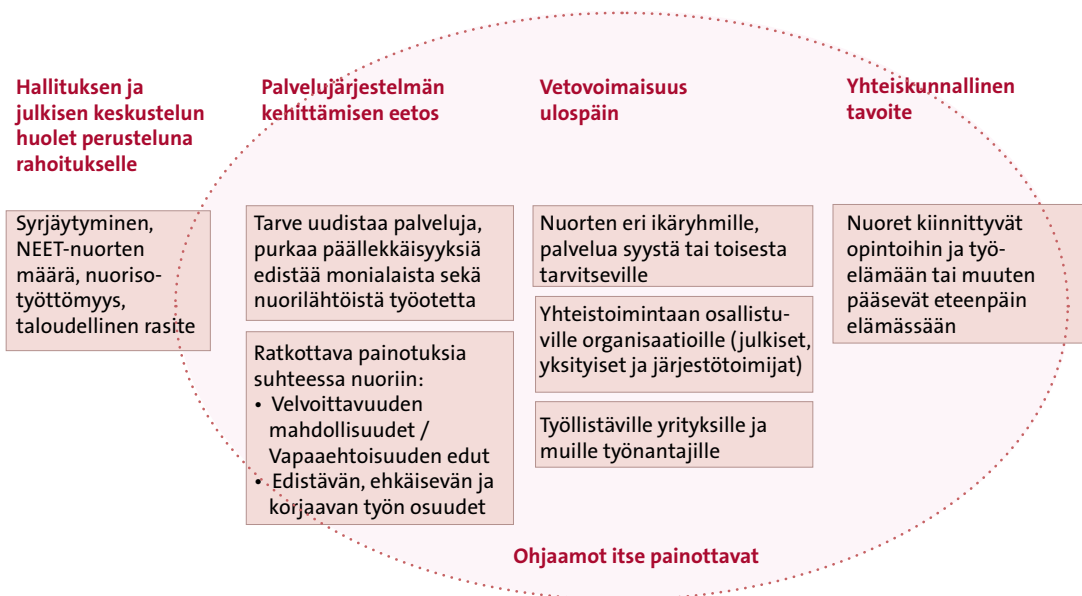 Hallituksen ja
julkisen keskustelun
huolet perusteluna
rahoitukselle
Syrjäytyminen,
NEET-nuorten
määrä, nuoriso-
työttömyys,
taloudellinen rasite
Palvelujärjestelmän
kehittämisen eetos
Tarve uudistaa palveluja,
purkaa päällekkäisyyksiä
edistää monialaista sekä
nuorilähtöistä työotetta
Ratkottava painotuksia
suhteessa nuoriin:
• Velvoittavuuden
mahdollisuudet /
Vapaaehtoisuuden edut
• Edistävän, ehkäisevän ja
korjaavan työn osuudet
Vetovoimaisuus
ulospäin
Nuorten eri ikäryhmille,
palvelua syystä tai toisesta
tarvitseville
Yhteistoimintaan osallistu-
ville organisaatioille (julkiset,
yksityiset ja järjestötoimijat)
Työllistäville yrityksille ja
muille työnantajille
Yhteiskunnallinen
tavoite
Nuoret kiinnittyvät
opintoihin ja työ-
elämään tai muuten
pääsevät eteenpäin
elämässään
Ohjaamot itse painottavat